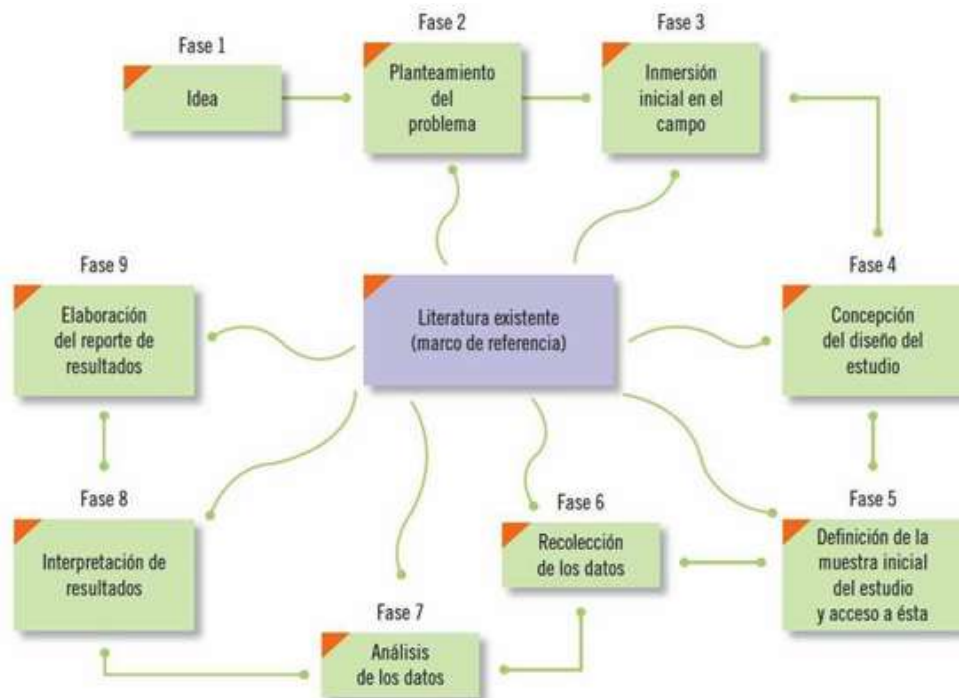 Fase 1
Idea
Fase 2
Planteamiento
del
problema
Fase 3
Inmersión
inicial en el
campo
Fase 4
Concepción
del diseño del
estudio
Fase 5
Definición de la
muestra inicial
del estudio
y acceso a ésta
Fase 6
Recolección
de los datos
Fase 7
Análisis
de los datos
Fase 8
Interpretación de
resultados
Fase 9
Elaboración
del reporte de
resultados
Literatura existente
(marco de referencia)